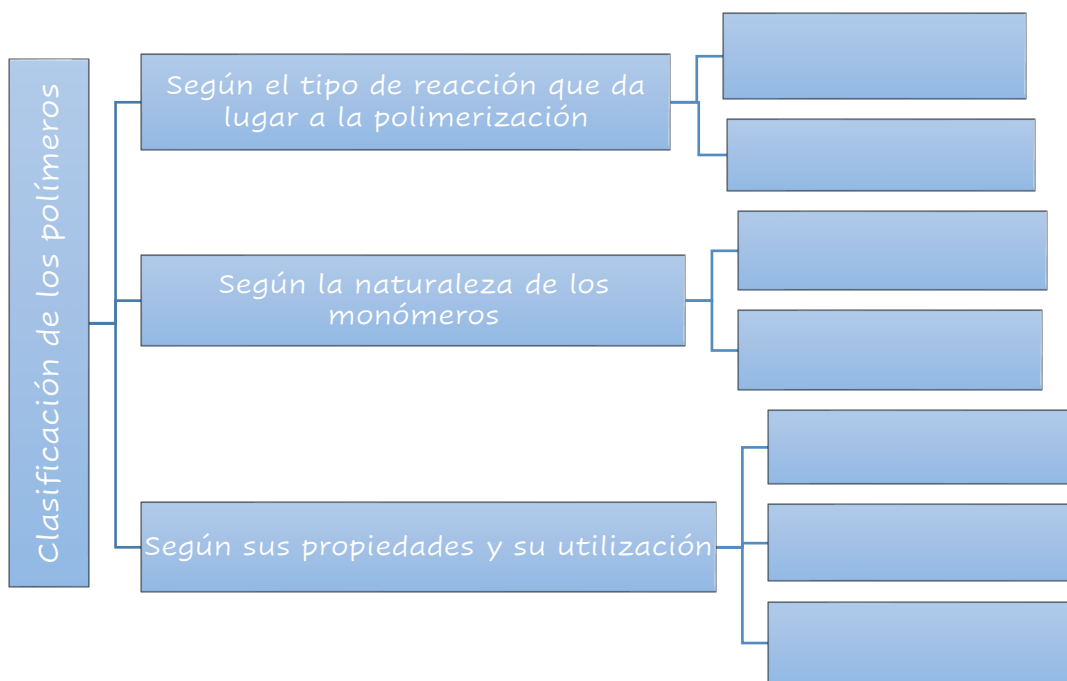 Clasificación de los polímeros
Según el tipo de reacción que da
lugar a la polimerización
Según la naturaleza de los
monómeros
Según sus propiedades y su utilización